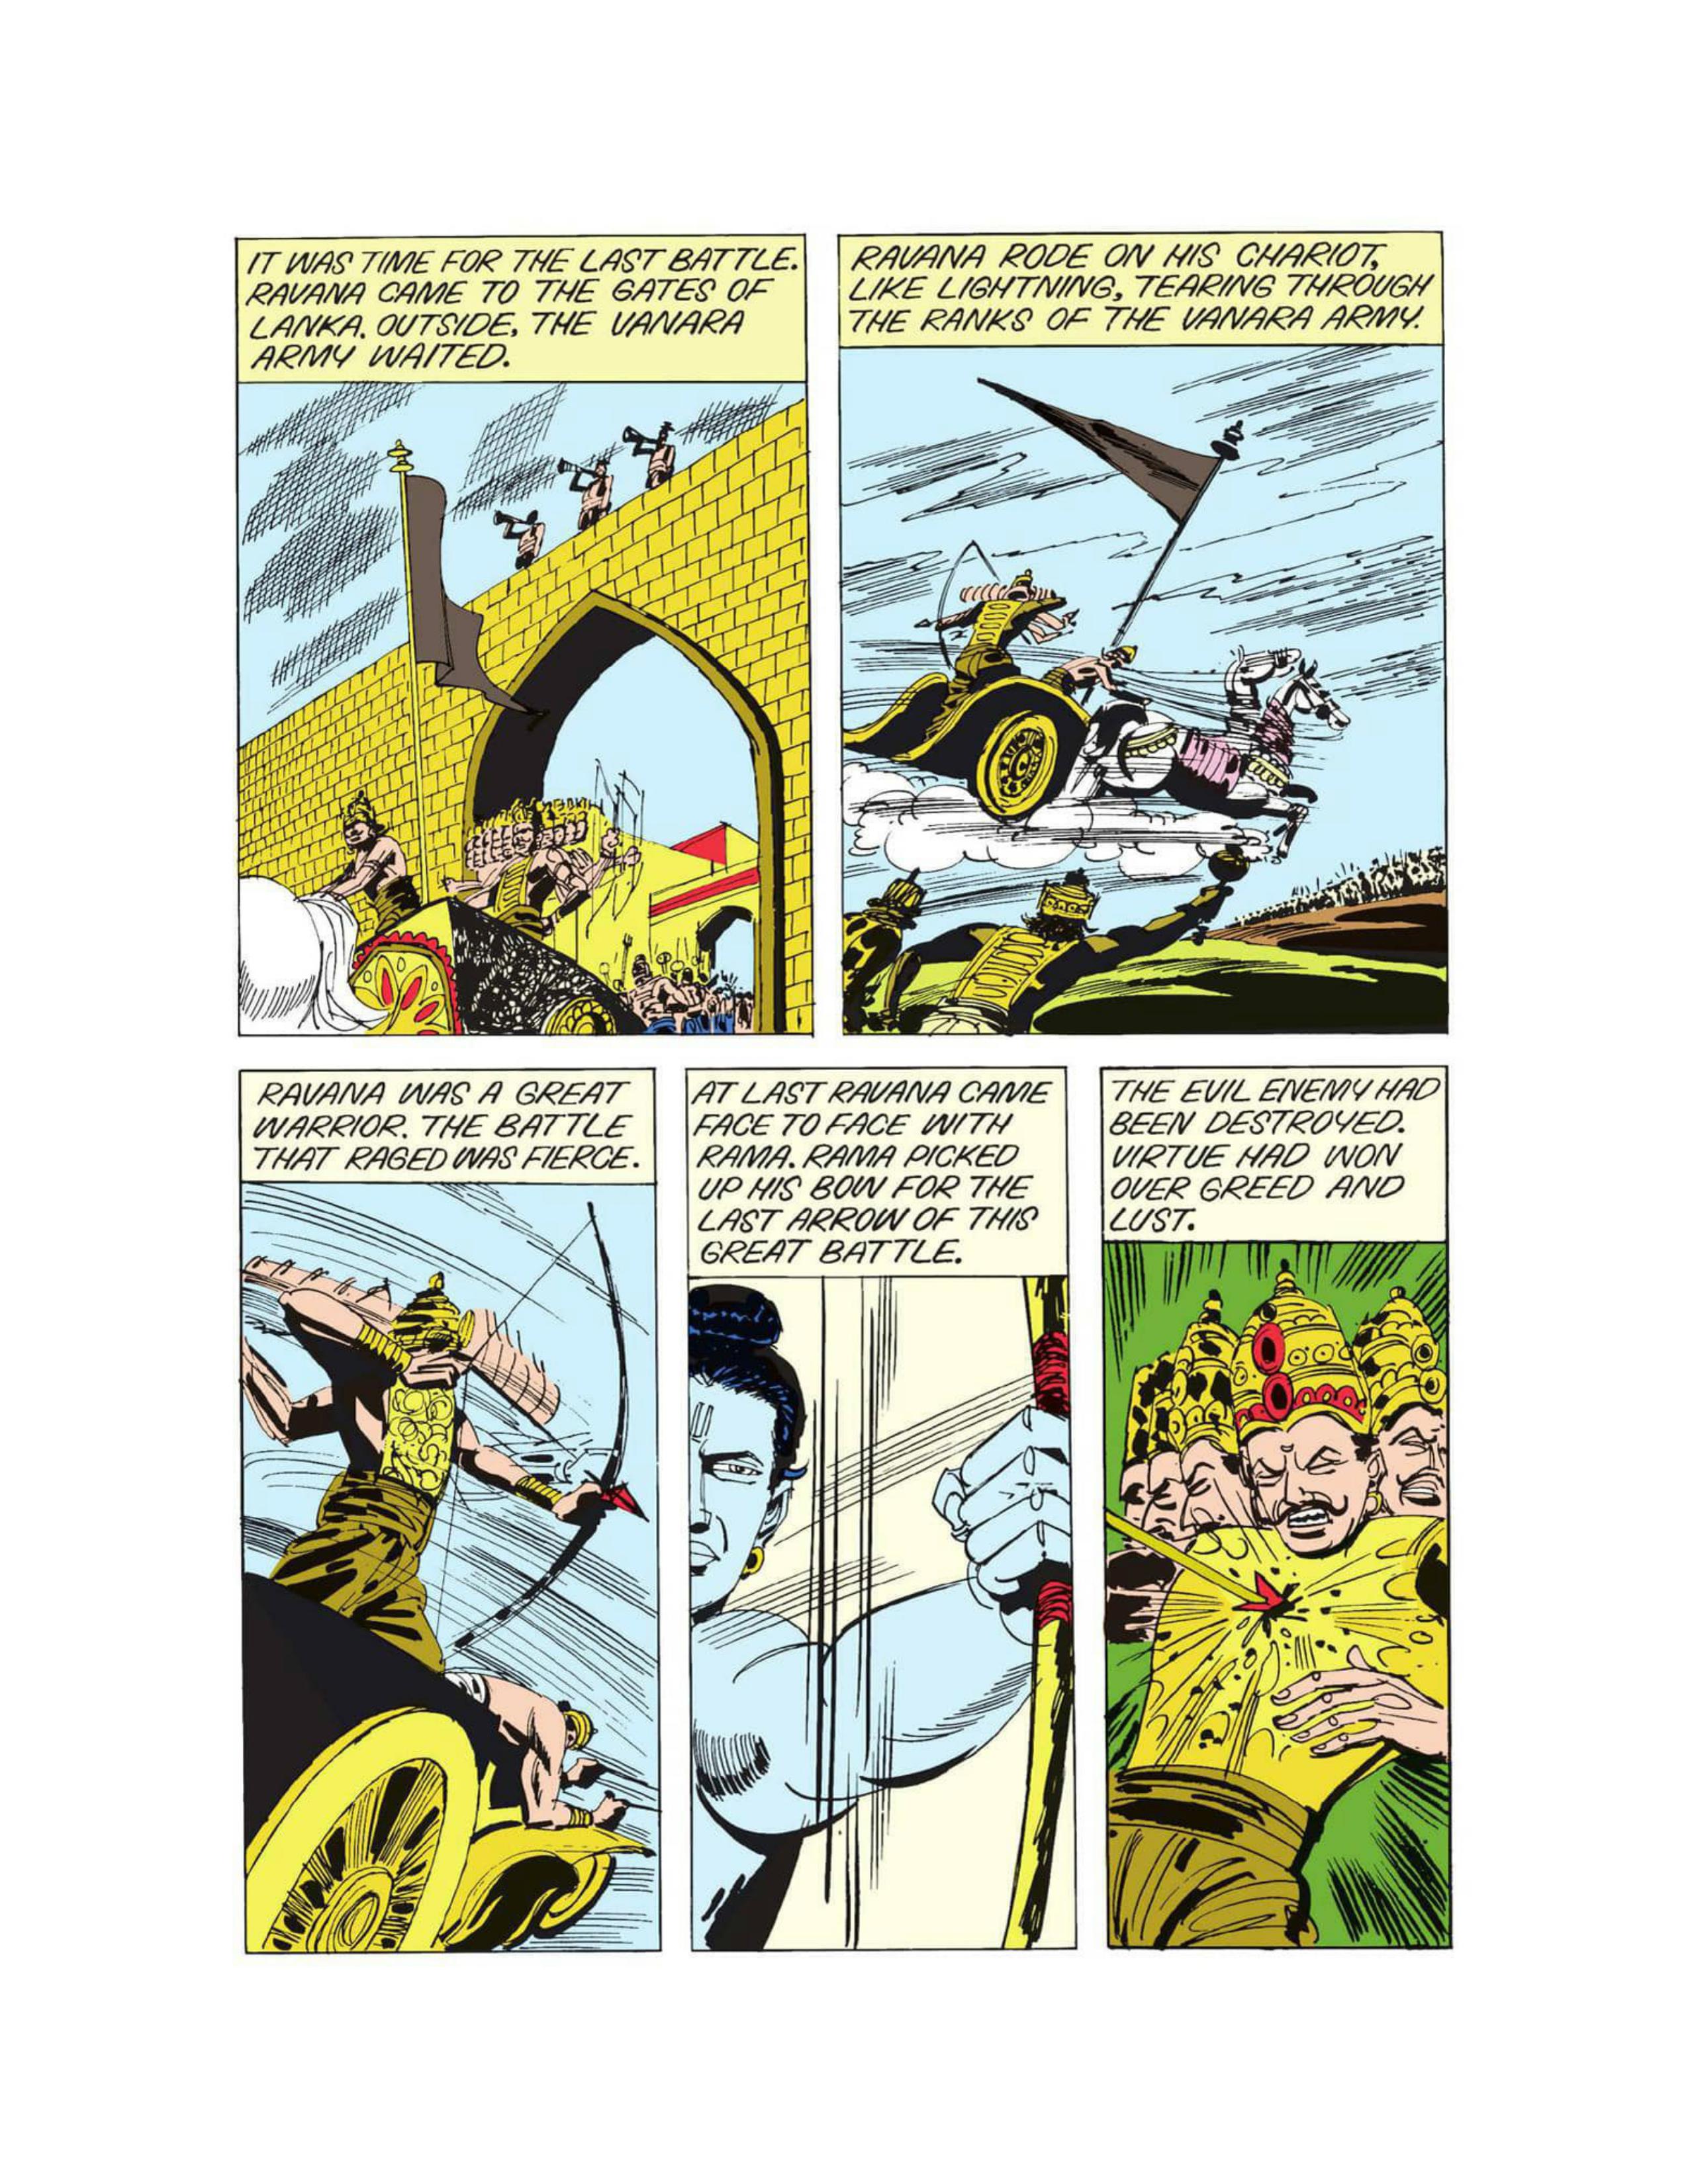 IT WAS TIME FOR THE LAST BATTLE.
RAVANA CAME TO THE GATES OF
LANKA. OUTSIDE, THE VANARA
ARMY WAITED.
RAVANA RODE ON HIS CHARIOT,
LIKE LIGHTNING, TEARING THROUGH
THE RANKS OF THE VANARA ARMY.
RAVANA WAS A GREAT
WARRIOR. THE BATTLE
THAT RAGED WAS FIERCE.
AT LAST RAVANA CAME
FACE TO FACE WITH
RAMA. RAMA PICKED
UP HIS BOW FOR THE
LAST ARROW OF THIS
GREAT BATTLE.
THE EVIL ENEMY HAD
BEEN DESTROYED.
VIRTUE HAD WON
OVER GREED AND
LUST.